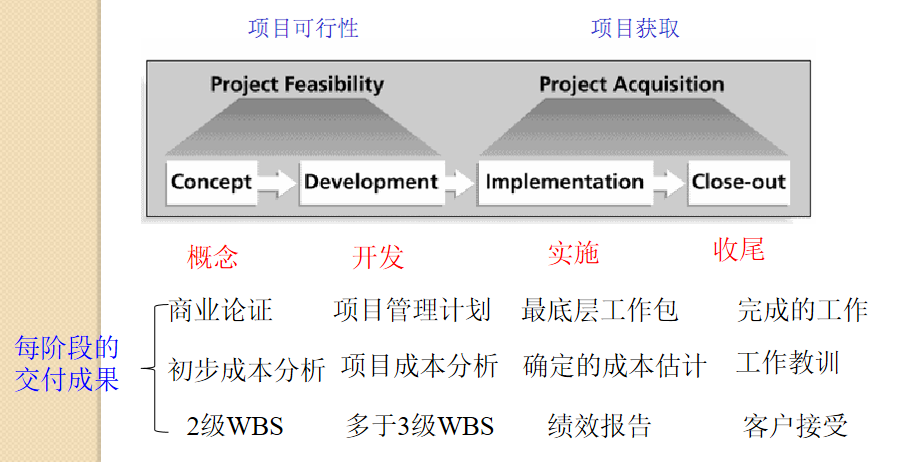 项目可行性 项目获取
Project Feasibility Project Acquisition
Concept Development Implementation Close-out
概念 开发 实施 收尾
每阶段的
交付成果
商业论证 项目管理计划 最底层工作包 完成的工作
初步成本分析 项目成本分析 确定的成本估计 工作教训
2级WBS 多于3级WBS 绩效报告 客户接受